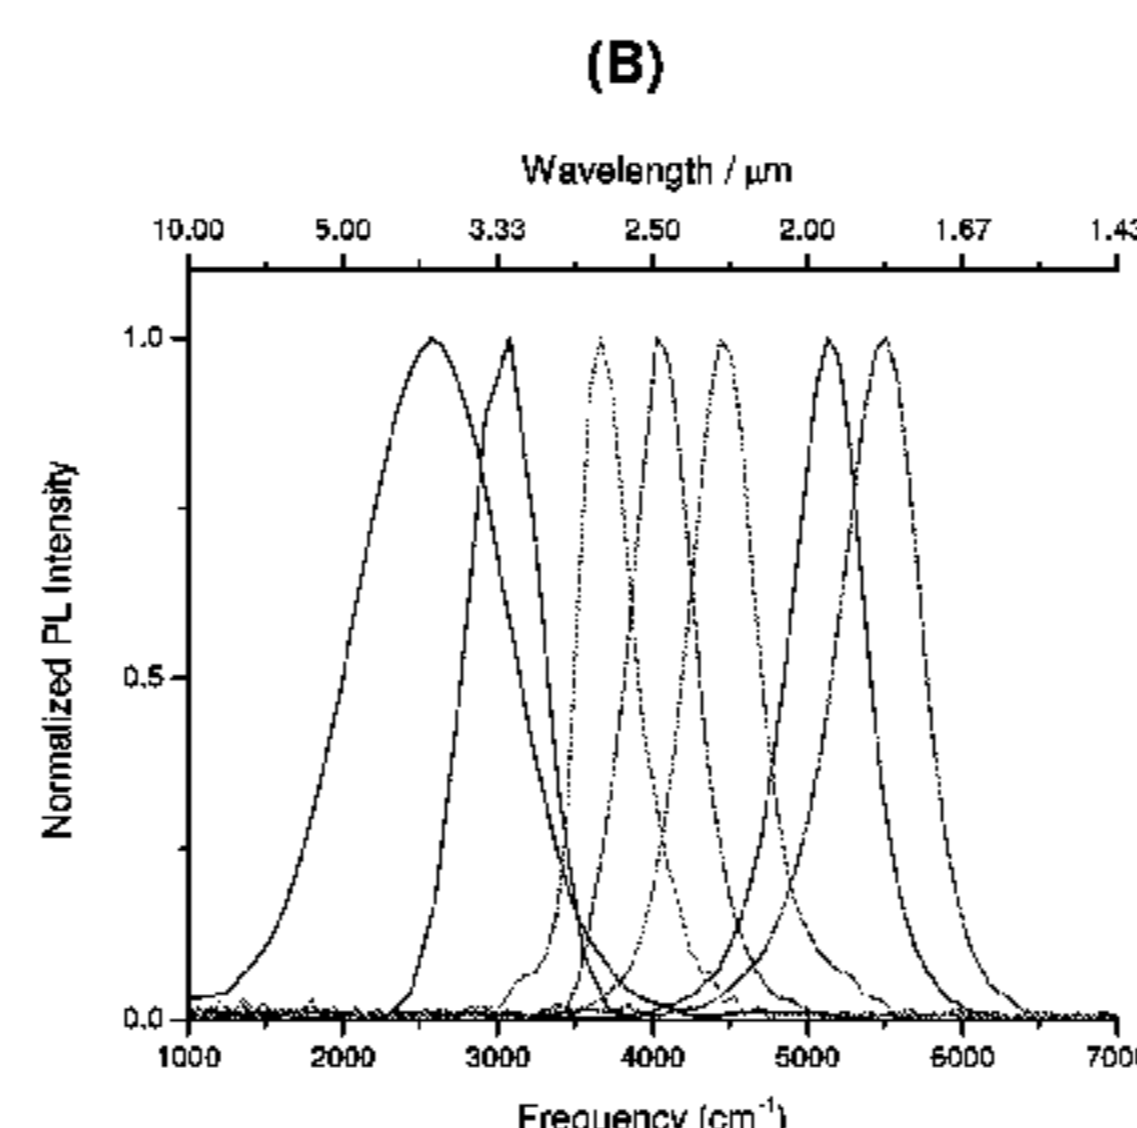 (B)
Wavelength / μm
10.00 5.00 3.33 2.50 2.00 1.67 1.43
1.0
0.5
0.0
Normalized PL Intensity
1000 2000 3000 4000 5000 6000 7000
Frequency (cm⁻¹)